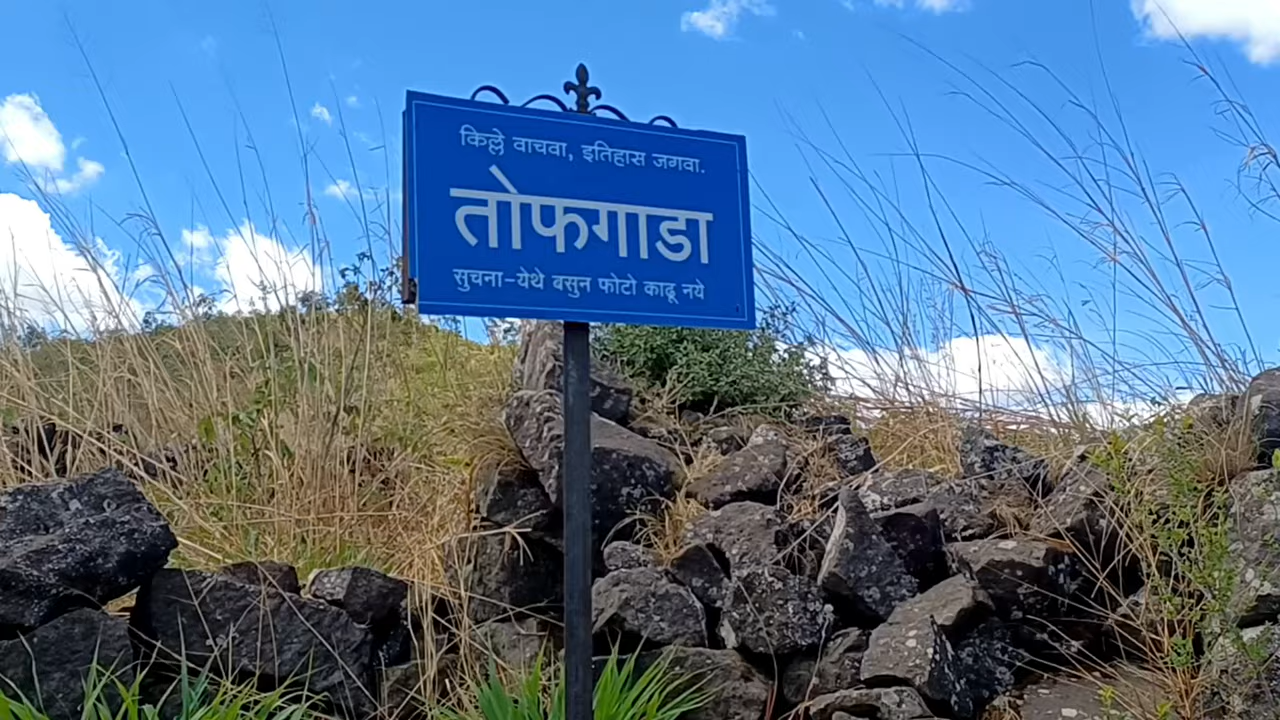 किल्ले वाचवा, इतिहास जगवा.
तोफगाडा
सुचना-येथे बसुन फोटो काढू नये